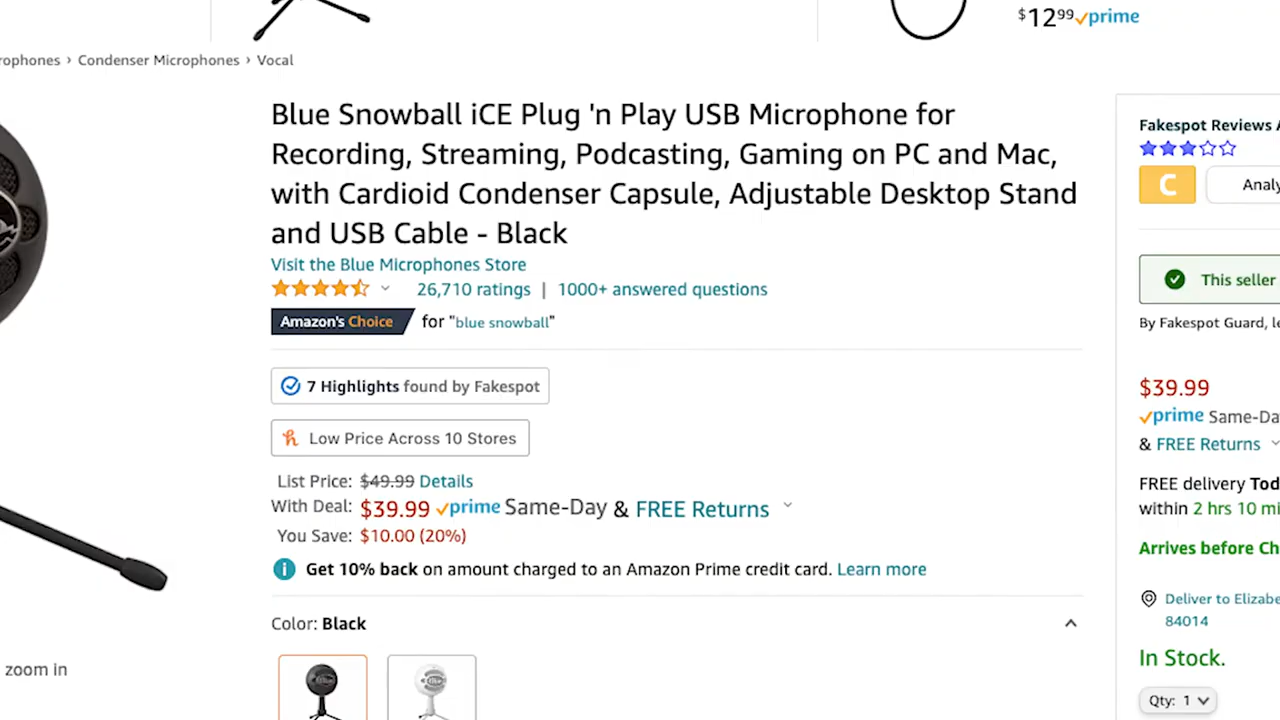 $12.99 prime
rophones › Condenser Microphones › Vocal
Blue Snowball iCE Plug 'n Play USB Microphone for
Recording, Streaming, Podcasting, Gaming on PC and Mac,
with Cardioid Condenser Capsule, Adjustable Desktop Stand
and USB Cable - Black
Visit the Blue Microphones Store
26,710 ratings | 1000+ answered questions
Amazon's Choice for "blue snowball"
7 Highlights found by Fakespot
Low Price Across 10 Stores
List Price: $49.99 Details
With Deal: $39.99 prime Same-Day & FREE Returns
You Save: $10.00 (20%)
Get 10% back on amount charged to an Amazon Prime credit card. Learn more
Color: Black
zoom in
Fakespot Reviews
C Analy
This seller
By Fakespot Guard, le
$39.99
prime Same-Da
& FREE Returns
FREE delivery Tod
within 2 hrs 10 mi
Arrives before Ch
Deliver to Elizabe
84014
In Stock.
Qty: 1